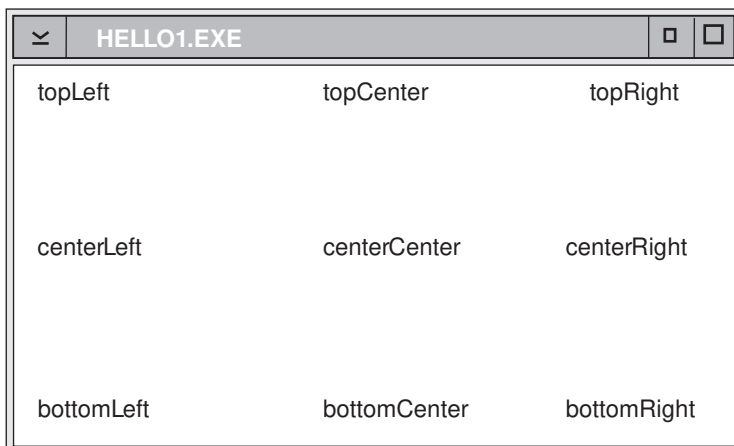 HELLO1.EXE
topLeft topCenter topRight
centerLeft centerCenter centerRight
bottomLeft bottomCenter bottomRight